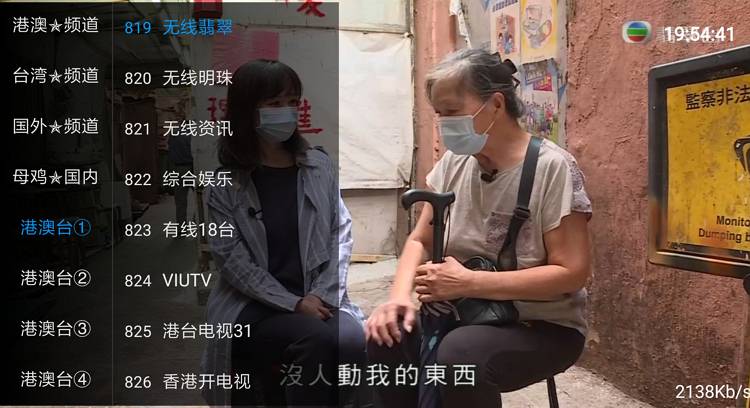 港澳✯频道
台湾✯频道
国外✯频道
母鸡✯国内
港澳台①
港澳台②
港澳台③
港澳台④
819 无线翡翠
820 无线明珠
821 无线资讯
822 综合娱乐
823 有线18台
824 VIUTV
825 港台电视31
826 香港开电视
19:54:41
監察非法
Monito
Dumping b
沒人動我的東西
2138Kb/s